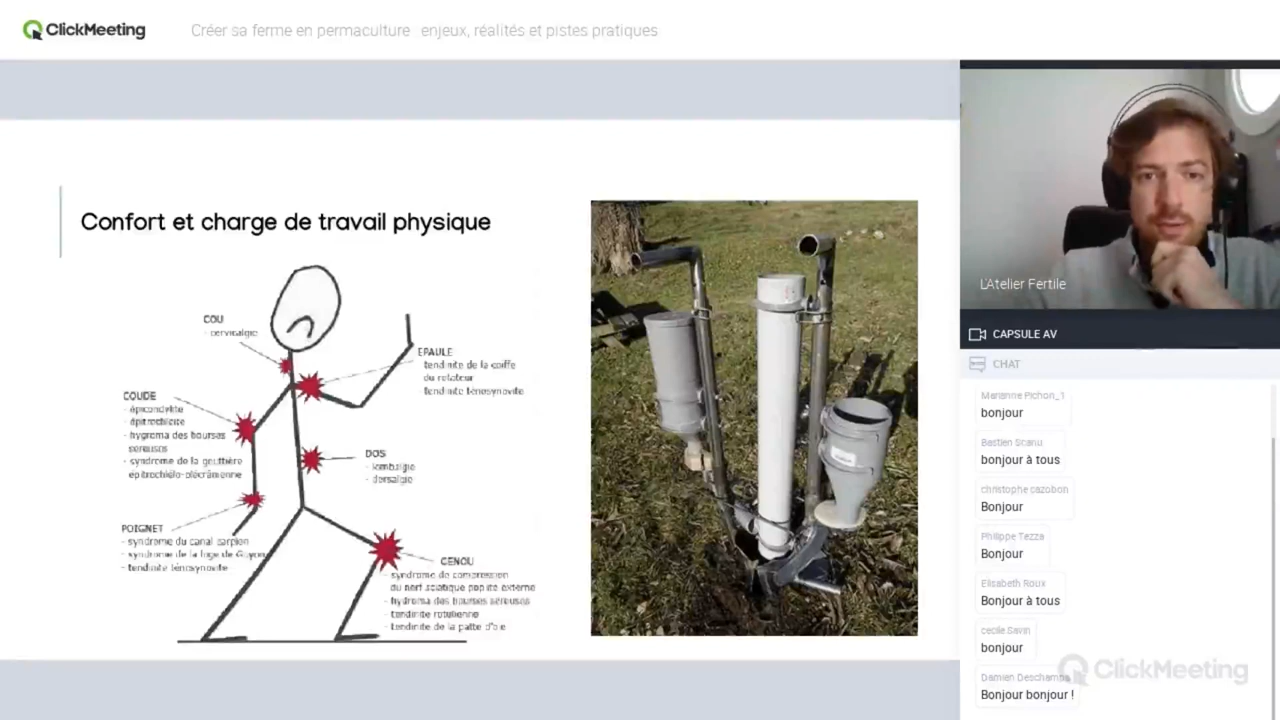 ClickMeeting
Créer sa ferme en permaculture enjeux, réalités et pistes pratiques
Confort et charge de travail physique
COU
- cervicalgie
EPAULE
tendinite de la coiffe
du rotateur
tendinite ténosynovite
COUDE
- épicondylite
- épitrochléite
- hygroma des bourses
séreuses
- syndrome de la gouttière
épitrochléo-olécrânienne
DOS
- lombalgie
- dorsalgie
POIGNET
- syndrome du canal carpien
- syndrome de la loge de Guyon
- tendinite ténosynovite
GENOU
- syndrome de compression
du nerf sciatique poplité externe
- hydroma des bourses séreuses
- tendinite rotulienne
- tendinite de la patte d'oie
L'Atelier Fertile
CAPSULE AV
CHAT
Marianne Pichon_1
bonjour
Bastien Scanu
bonjour à tous
christophe cazobon
Bonjour
Philippe Tezza
Bonjour
Elisabeth Roux
Bonjour à tous
cecile Savin
bonjour
Damien Deschamps
Bonjour bonjour !
ClickMeeting